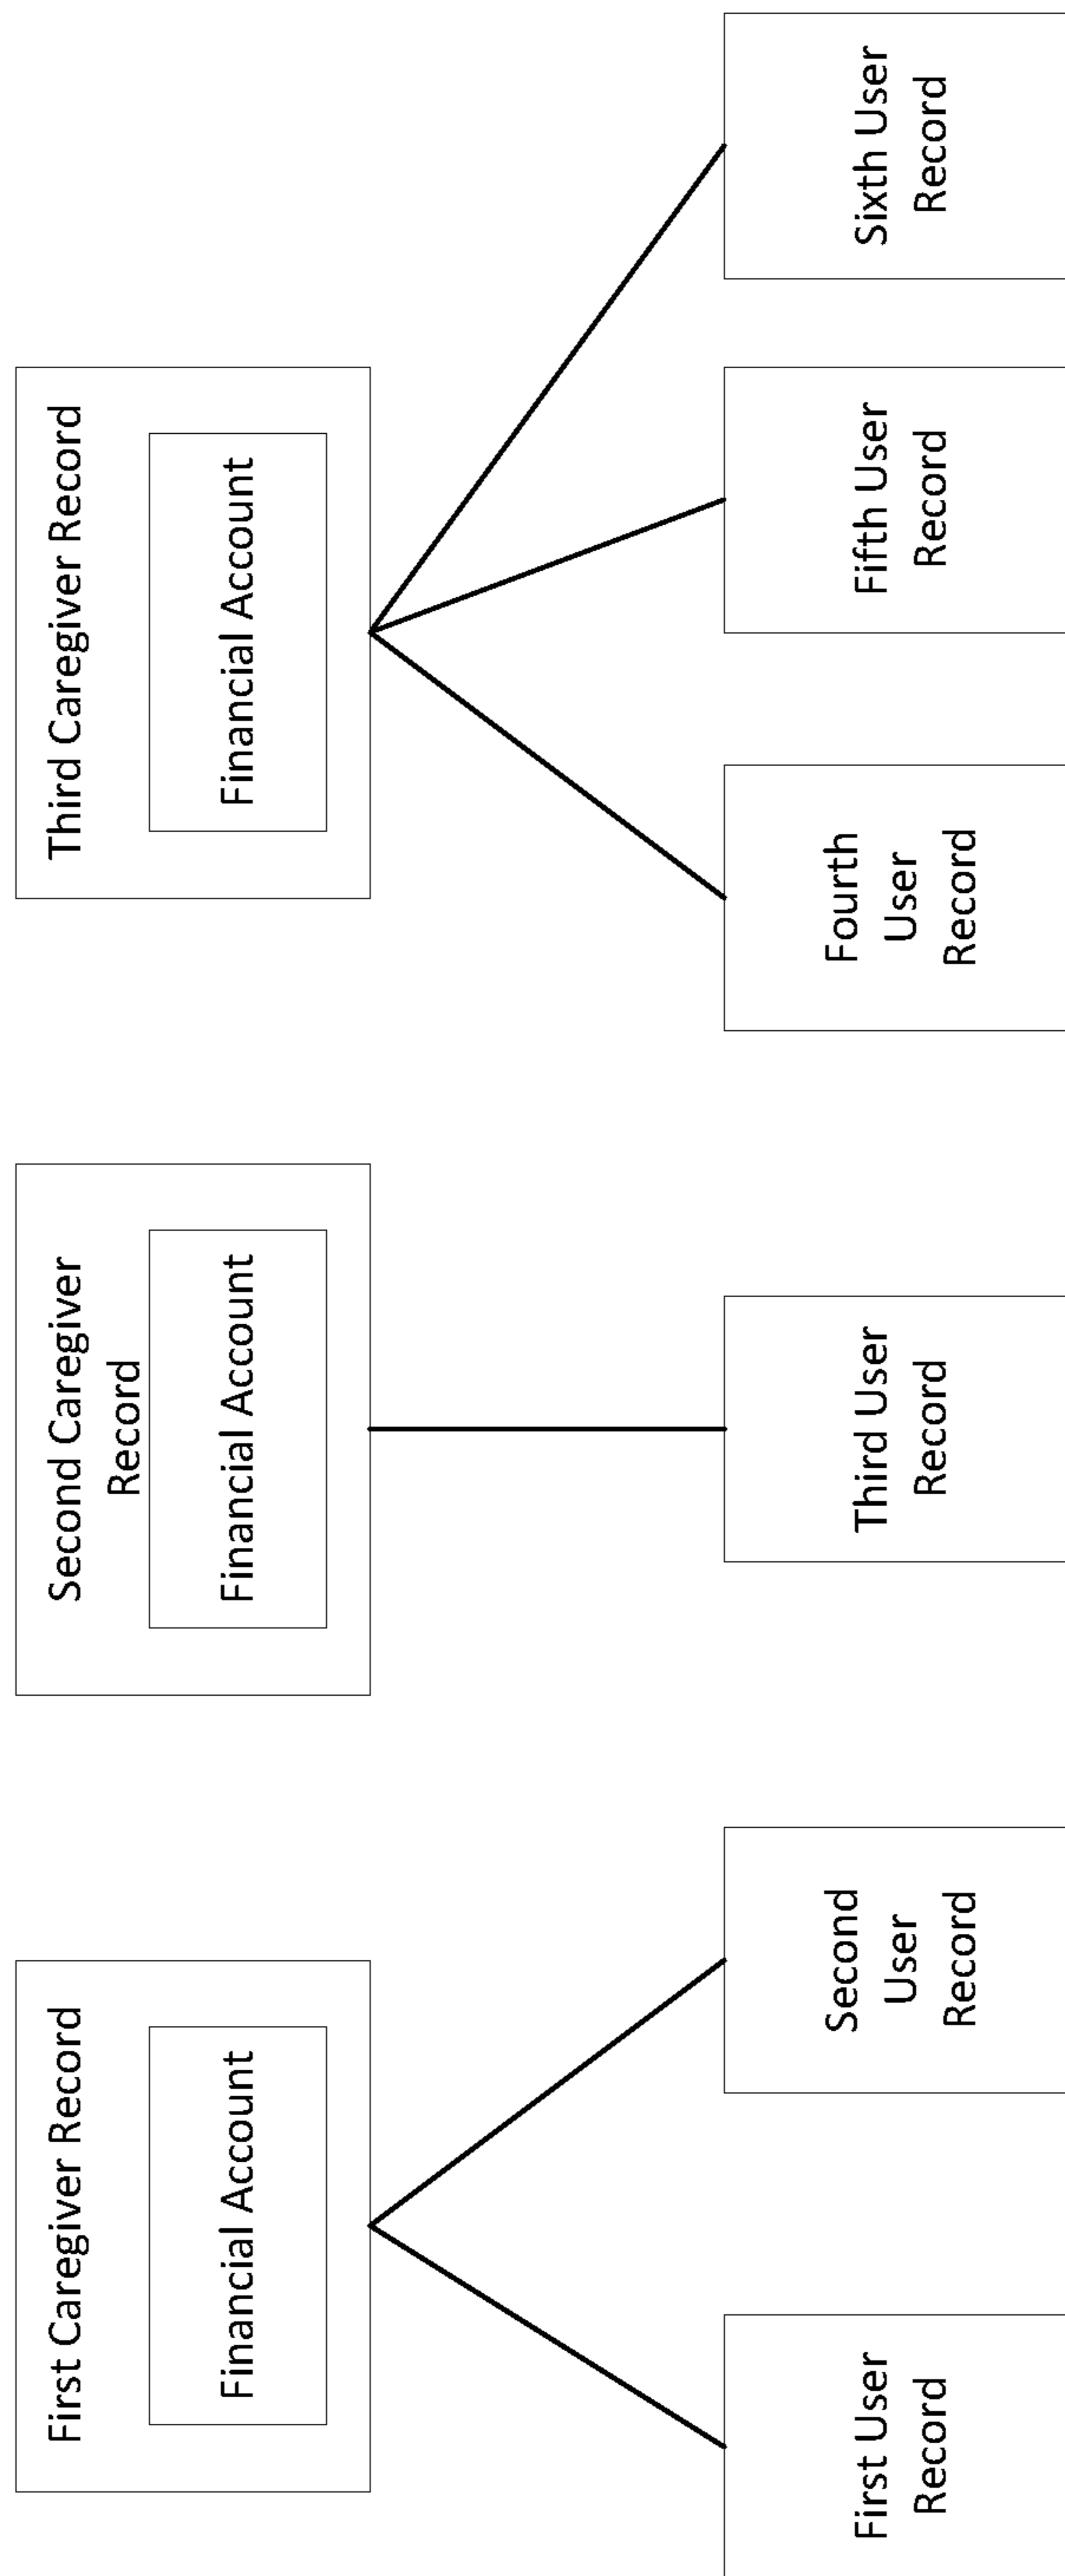 First Caregiver Record
Financial Account
Second Caregiver
Record
Financial Account
Third Caregiver Record
Financial Account
First User
Record
Second
User
Record
Third User
Record
Fourth
User
Record
Fifth User
Record
Sixth User
Record